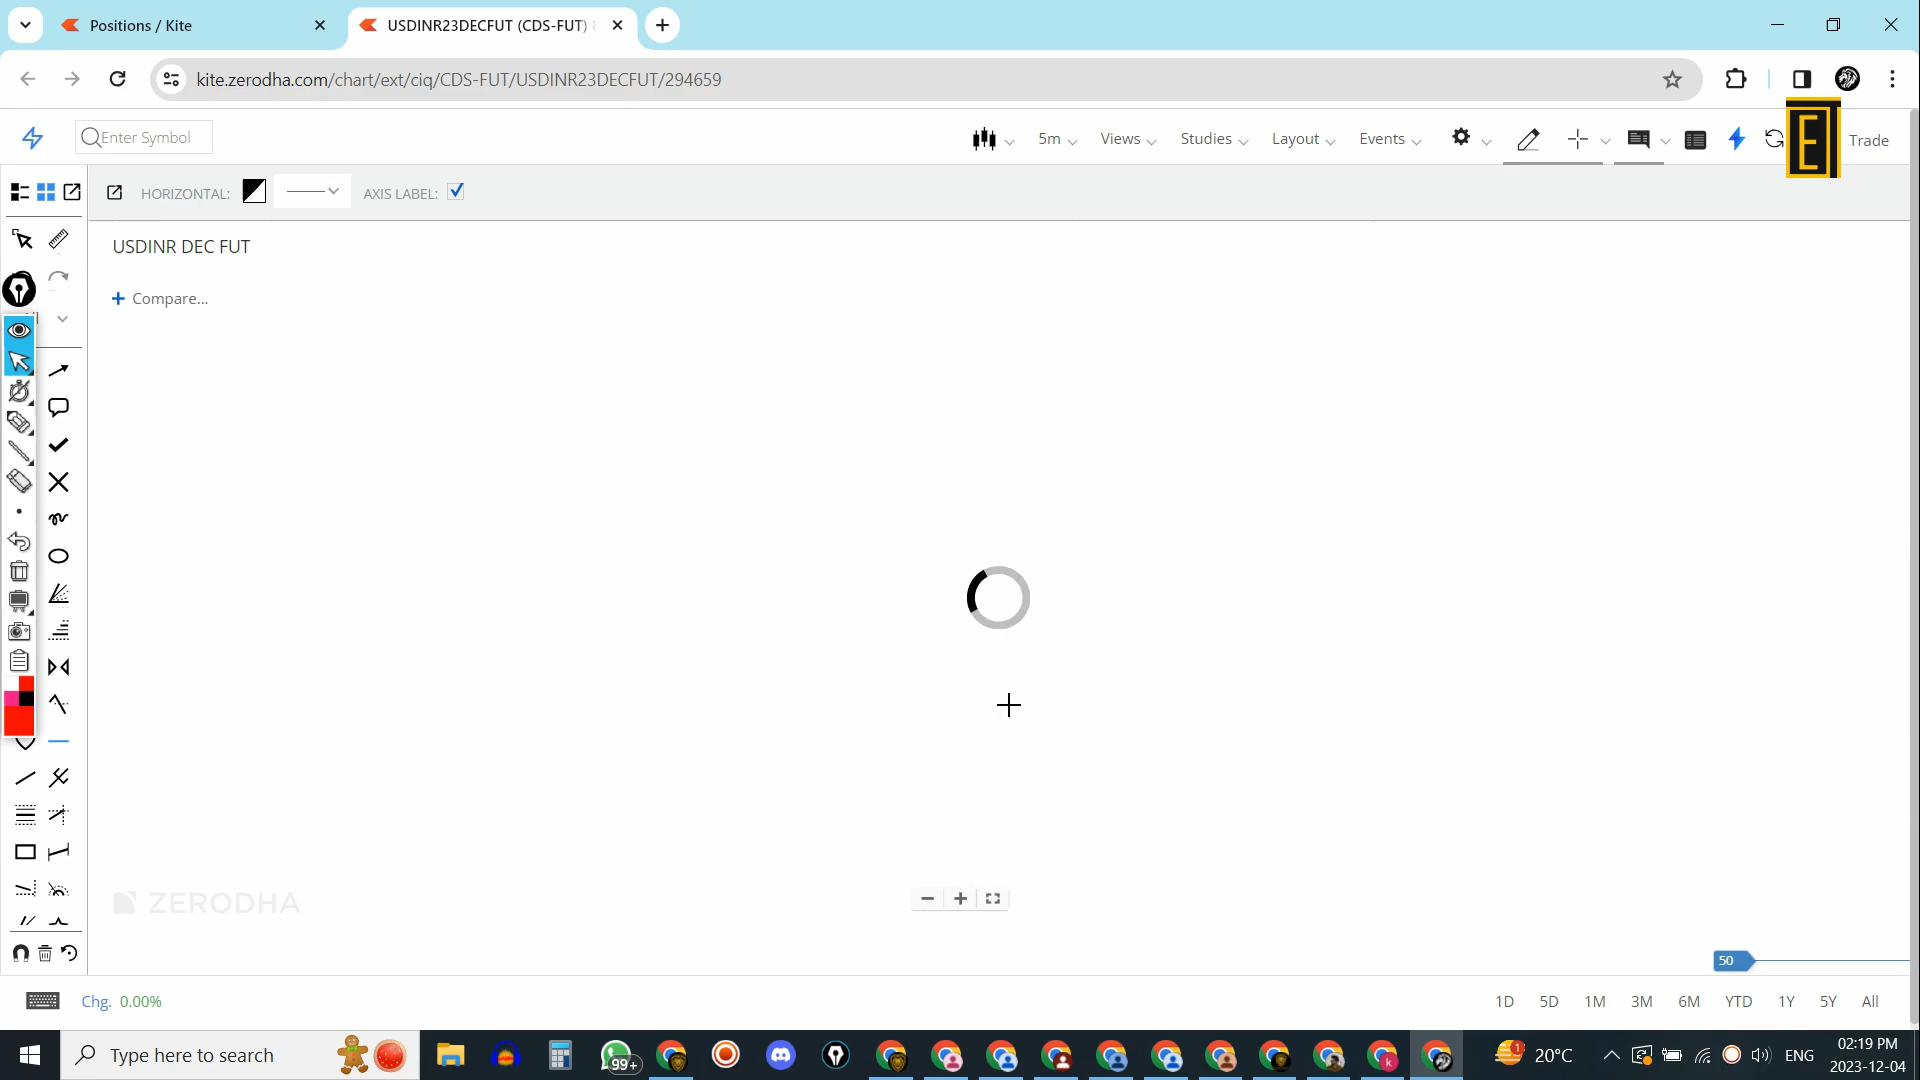 Positions / Kite
USDINR23DECFUT (CDS-FUT)
kite.zerodha.com/chart/ext/ciq/CDS-FUT/USDINR23DECFUT/294659
Enter Symbol
5m
Views
Studies
Layout
Events
E
Trade
HORIZONTAL:
AXIS LABEL:
USDINR DEC FUT
+ Compare...
ZERODHA
50
Chg. 0.00%
1D 5D 1M 3M 6M YTD 1Y 5Y All
Type here to search
99+
1
20°C
ENG
02:19 PM
2023-12-04